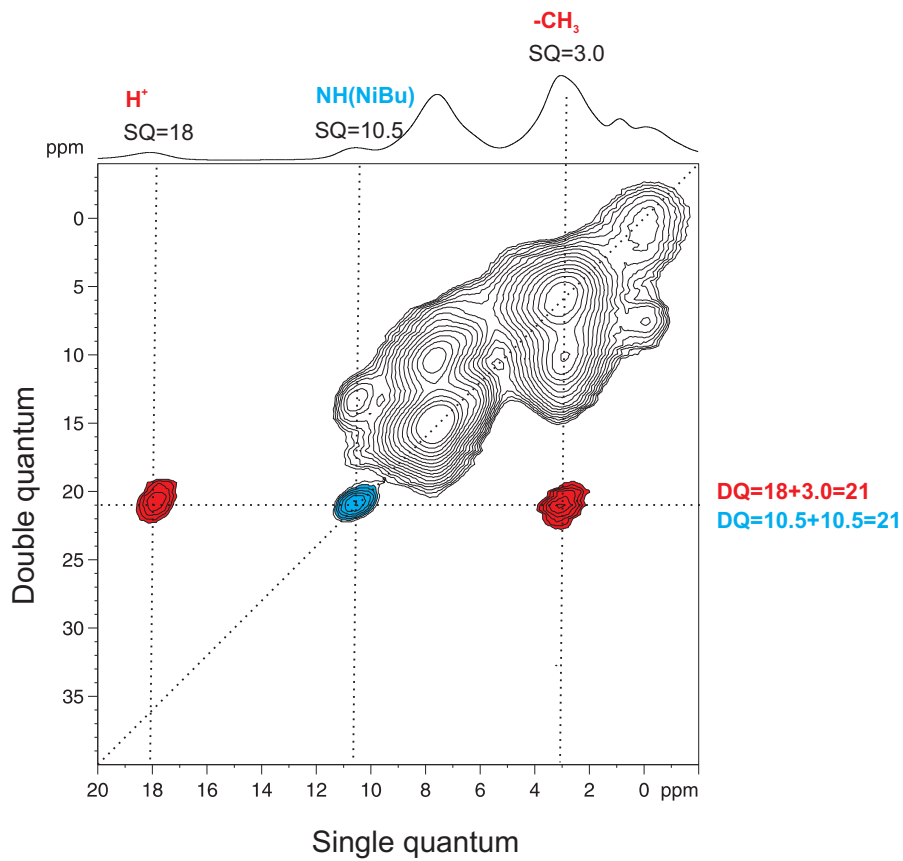 -CH₃
SQ=3.0
H⁺
NH(NiBu)
SQ=18
SQ=10.5
ppm
0
5
10
15
20
25
30
35
Double quantum
DQ=18+3.0=21
DQ=10.5+10.5=21
20 18 16 14 12 10 8 6 4 2 0 ppm
Single quantum